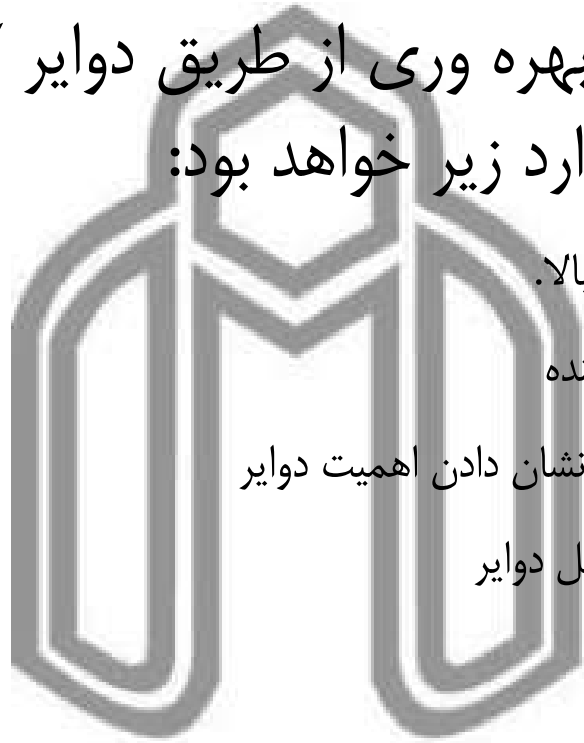 بهره وری از طریق دوایر
ارد زیر خواهد بود:
بالا.
نده
نشان دادن اهمیت دوایر
ل دوایر